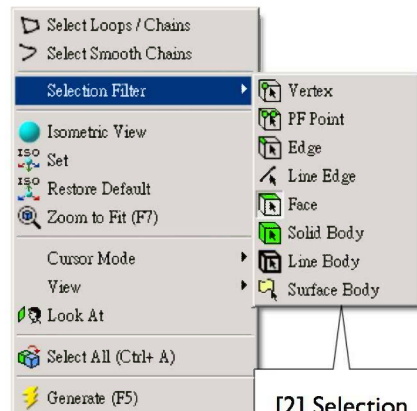 Select Loops / Chains
Select Smooth Chains
Selection Filter
Isometric View
ISO Set
ISO Restore Default
Zoom to Fit (F7)
Cursor Mode
View
Look At
Select All (Ctrl+ A)
Generate (F5)
Vertex
PF Point
Edge
Line Edge
Face
Solid Body
Line Body
Surface Body
[2] Selection